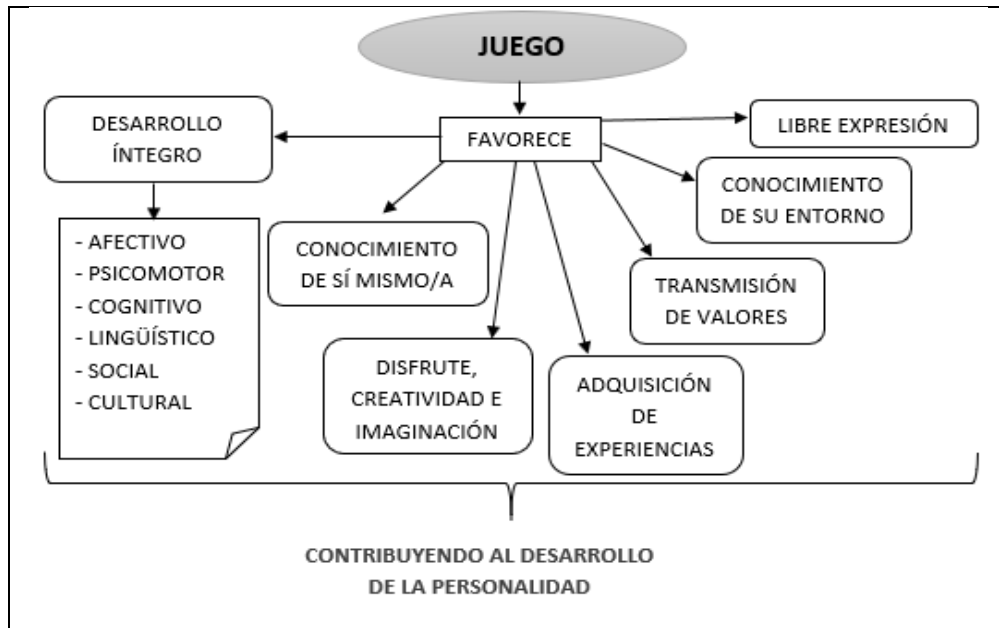 JUEGO
FAVORECE
DESARROLLO
ÍNTEGRO
- AFECTIVO
- PSICOMOTOR
- COGNITIVO
- LINGÜÍSTICO
- SOCIAL
- CULTURAL
CONOCIMIENTO
DE SÍ MISMO/A
DISFRUTE,
CREATIVIDAD E
IMAGINACIÓN
ADQUISICIÓN
DE
EXPERIENCIAS
TRANSMISIÓN
DE VALORES
CONOCIMIENTO
DE SU ENTORNO
LIBRE EXPRESIÓN
CONTRIBUYENDO AL DESARROLLO
DE LA PERSONALIDAD